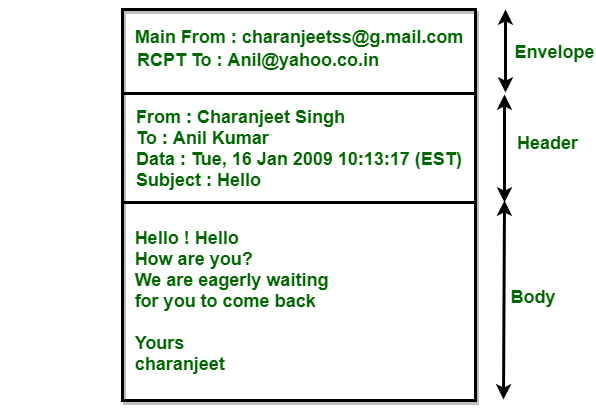 Main From : charanjeetss@g.mail.com
RCPT To : Anil@yahoo.co.in
Envelope
From : Charanjeet Singh
To : Anil Kumar
Data : Tue, 16 Jan 2009 10:13:17 (EST)
Subject : Hello
Header
Hello ! Hello
How are you?
We are eagerly waiting
for you to come back
Yours
charanjeet
Body